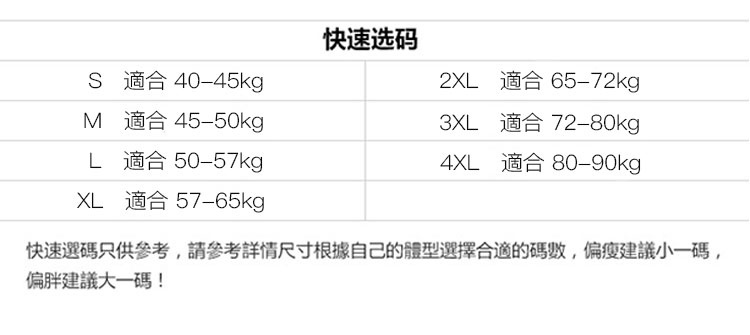 快速选码
S 適合 40-45kg 2XL 適合 65-72kg
M 適合 45-50kg 3XL 適合 72-80kg
L 適合 50-57kg 4XL 適合 80-90kg
XL 適合 57-65kg
快速選碼只供參考，請參考詳情尺寸根據自己的體型選擇合適的碼數，偏瘦建議小一碼，
偏胖建議大一碼！